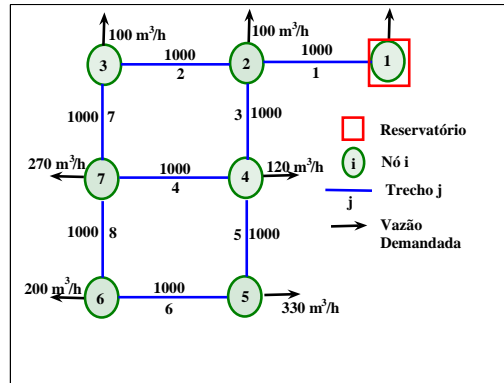 100 m³/h
100 m³/h
1000
1000
3
2
1
2
1
1000
7
3
1000
Reservatório
i
Nó i
270 m³/h
1000
120 m³/h
7
4
4
Trecho j
j
1000
8
5
1000
Vazão
Demandada
200 m³/h
1000
6
5
6
330 m³/h